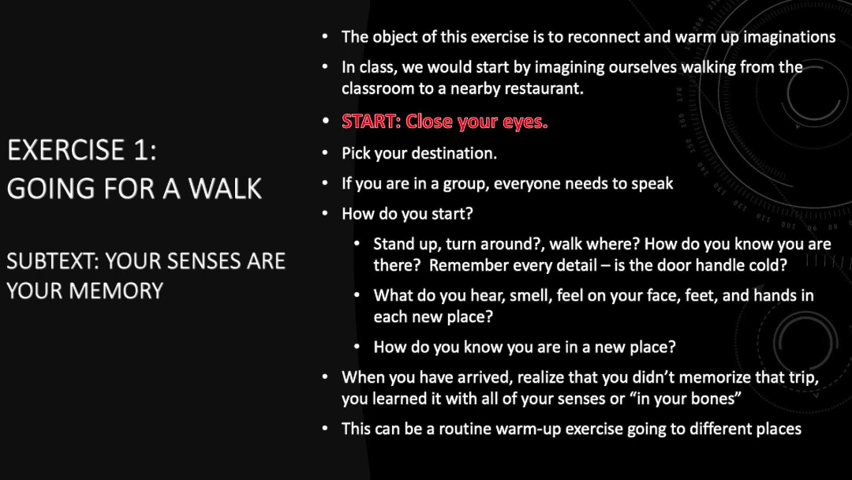 EXERCISE 1:
GOING FOR A WALK
SUBTEXT: YOUR SENSES ARE
YOUR MEMORY
• The object of this exercise is to reconnect and warm up imaginations
• In class, we would start by imagining ourselves walking from the
classroom to a nearby restaurant.
• START: Close your eyes.
• Pick your destination.
• If you are in a group, everyone needs to speak
• How do you start?
• Stand up, turn around?, walk where? How do you know you are
there? Remember every detail – is the door handle cold?
• What do you hear, smell, feel on your face, feet, and hands in
each new place?
• How do you know you are in a new place?
• When you have arrived, realize that you didn't memorize that trip,
you learned it with all of your senses or “in your bones”
• This can be a routine warm-up exercise going to different places